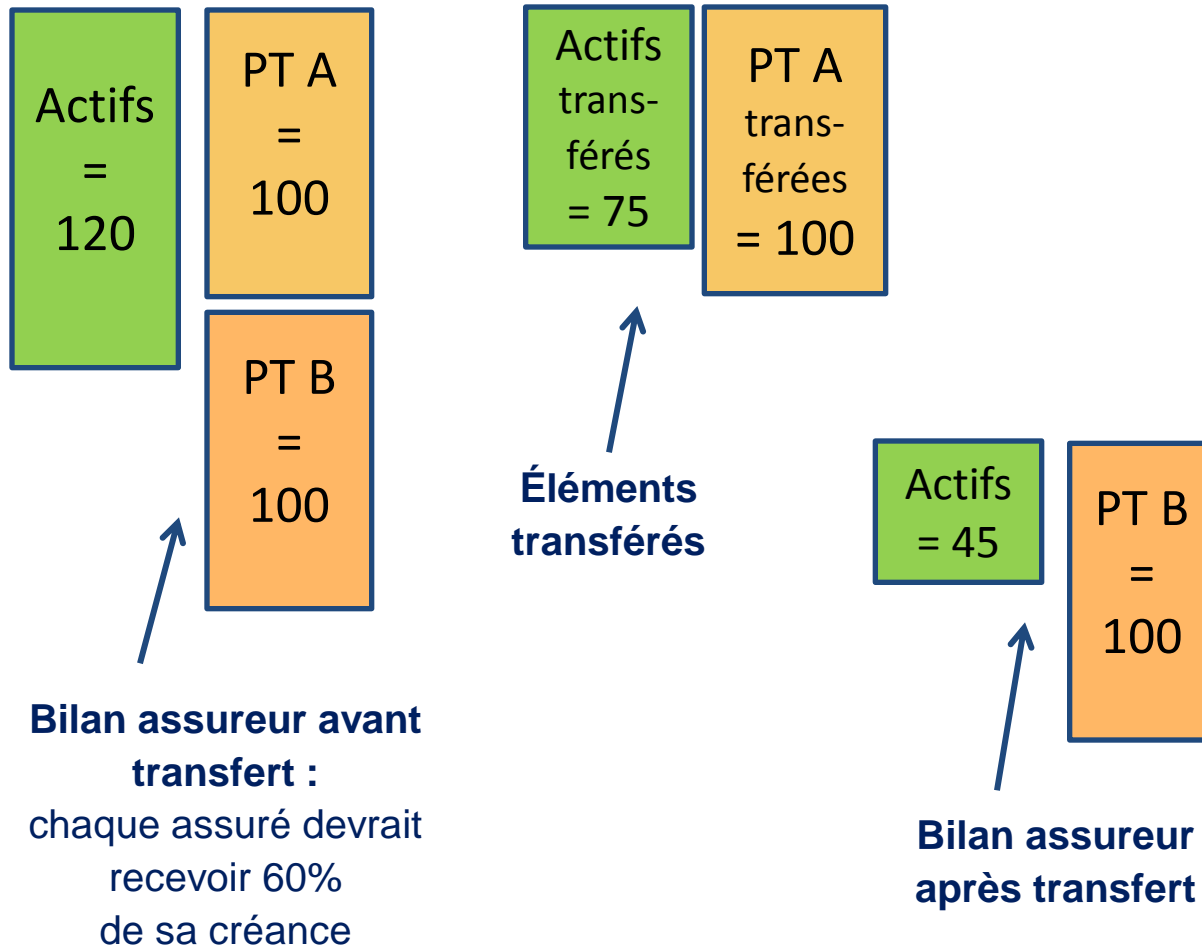 Actifs
=
120
PT A
=
100
PT B
=
100
Bilan assureur avant
transfert :
chaque assuré devrait
recevoir 60%
de sa créance
Actifs
trans-
férés
= 75
PT A
trans-
férées
= 100
Éléments
transférés
Actifs
= 45
PT B
=
100
Bilan assureur
après transfert